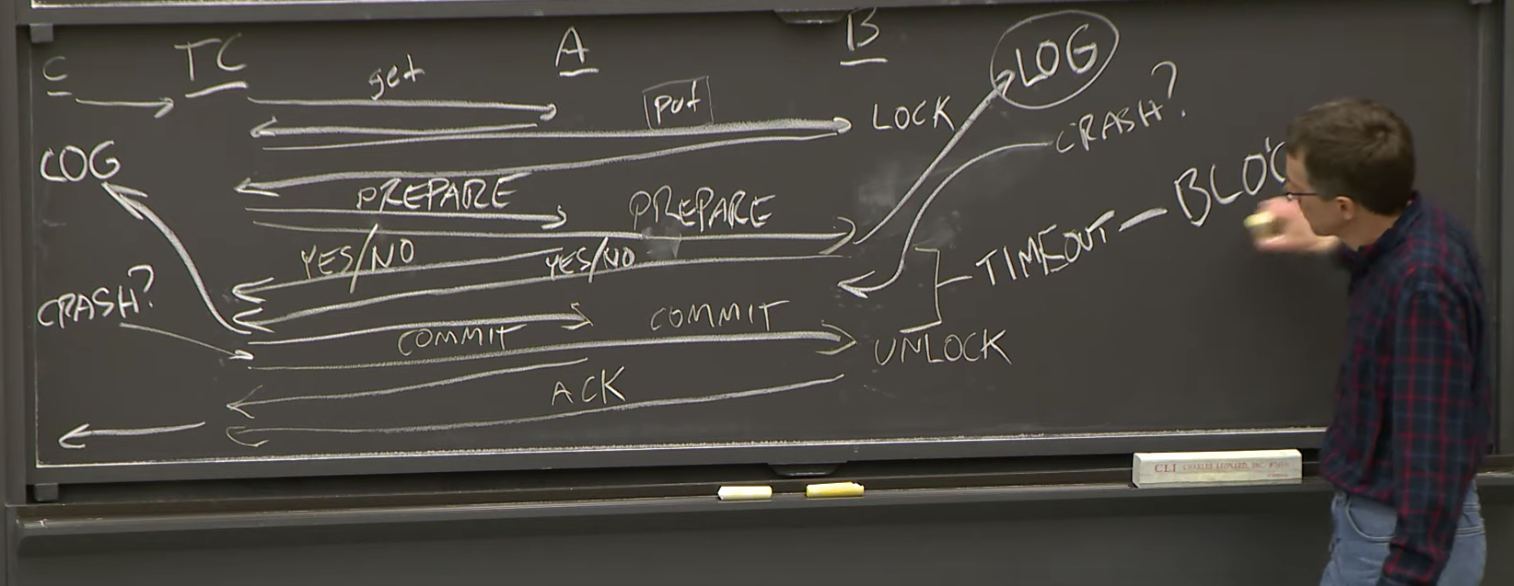 C TC A B LOG
get
put LOCK CRASH?
LOG
PREPARE PREPARE
YES/NO YES/NO TIMEOUT — BLOC
CRASH?
COMMIT COMMIT
UNLOCK
ACK
CLI CHARLES LEONARD, INC.